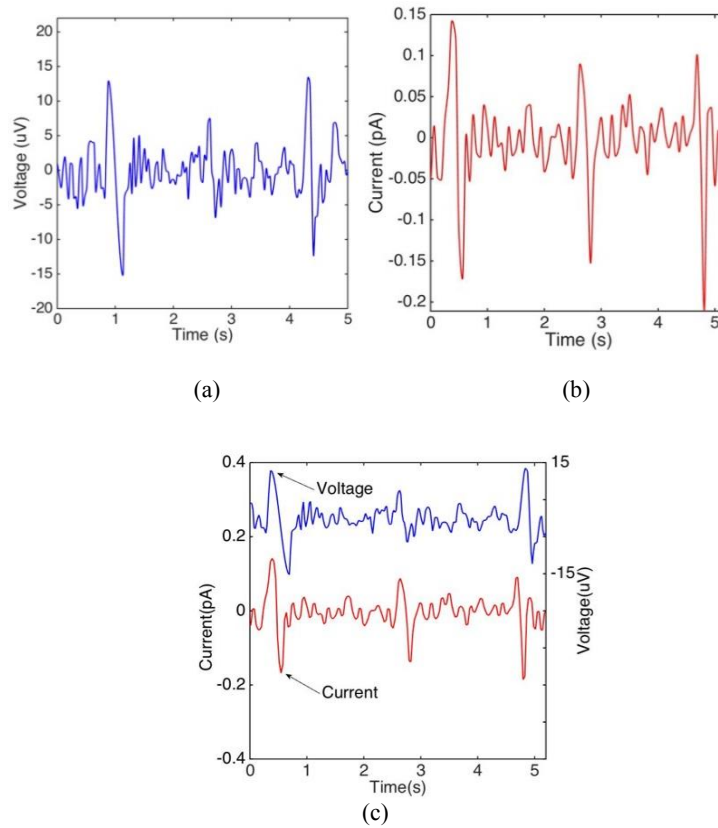 20
15
10
5
0
-5
-10
-15
-20
Voltage (uV)
0 1 2 3 4 5
Time (s)
(a)
0.15
0.1
0.05
0
-0.05
-0.1
-0.15
-0.2
Current (pA)
0 1 2 3 4 5
Time (s)
(b)
0.4
0.2
0
-0.2
-0.4
Current(pA)
15
-15
Voltage(uV)
Voltage
Current
0 1 2 3 4 5
Time(s)
(c)